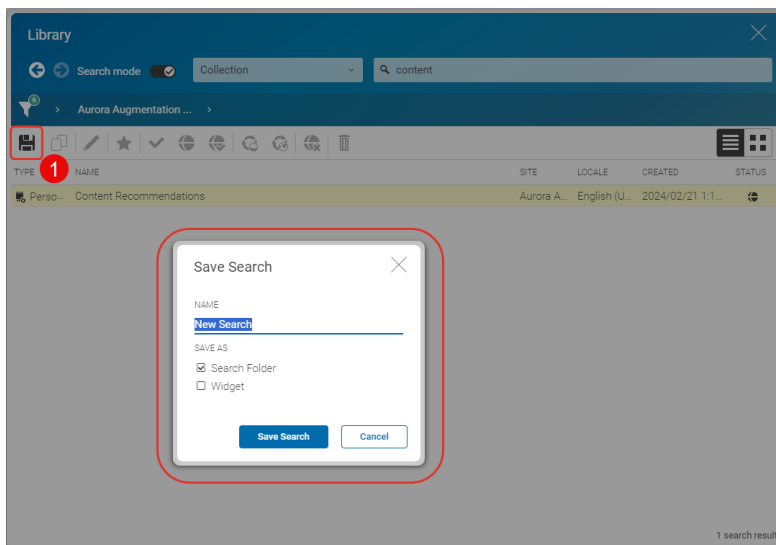 Library
Search mode Collection content
6
Aurora Augmentation ...
1
TYPE NAME SITE LOCALE CREATED STATUS
Perso... Content Recommendations Aurora A... English (U... 2024/02/21 1:1...
Save Search
NAME
New Search
SAVE AS
Search Folder
Widget
Save Search Cancel
1 search result